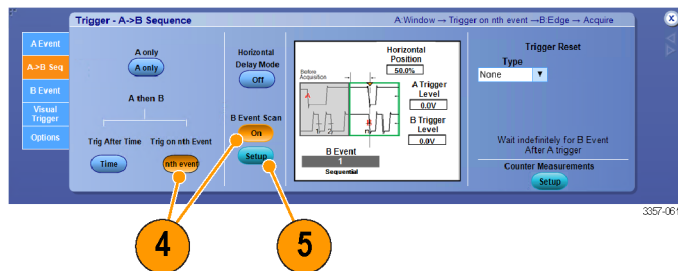 Trigger - A->B Sequence
A:Window → Trigger on nth event →B:Edge → Acquire
x
A Event
A->B Seq
B Event
Visual
Trigger
Options
A only
A only
A then B
Trig After Time
Trig on nth Event
Time
nth event
Horizontal
Delay Mode
Off
B Event Scan
On
Setup
Before
Acquisition
Horizontal
Position
50.0%
A
A Trigger
Level
0.0V
B Trigger
Level
0.0V
B
1 2 n
B Event
1
Sequential
Trigger Reset
Type
None
Wait indefinitely for B Event
After A trigger
Counter Measurements
Setup
3357-061
4
5